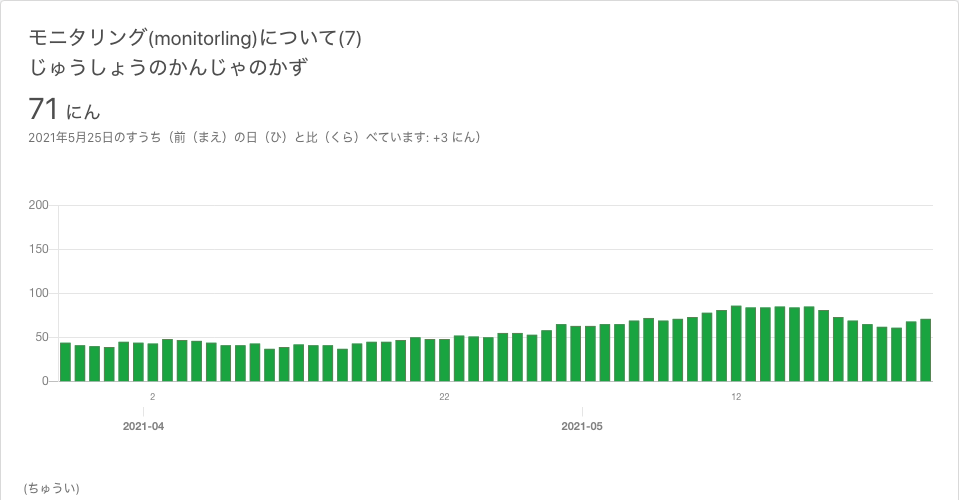 モニタリング(monitorling)について(7)
じゅうしょうのかんじゃのかず
71 にん
2021年5月25日のすうち（前（まえ）の日（ひ）と比（くら）べています: +3 にん）
200
150
100
50
0
2 22 12
2021-04 2021-05
(ちゅうい)